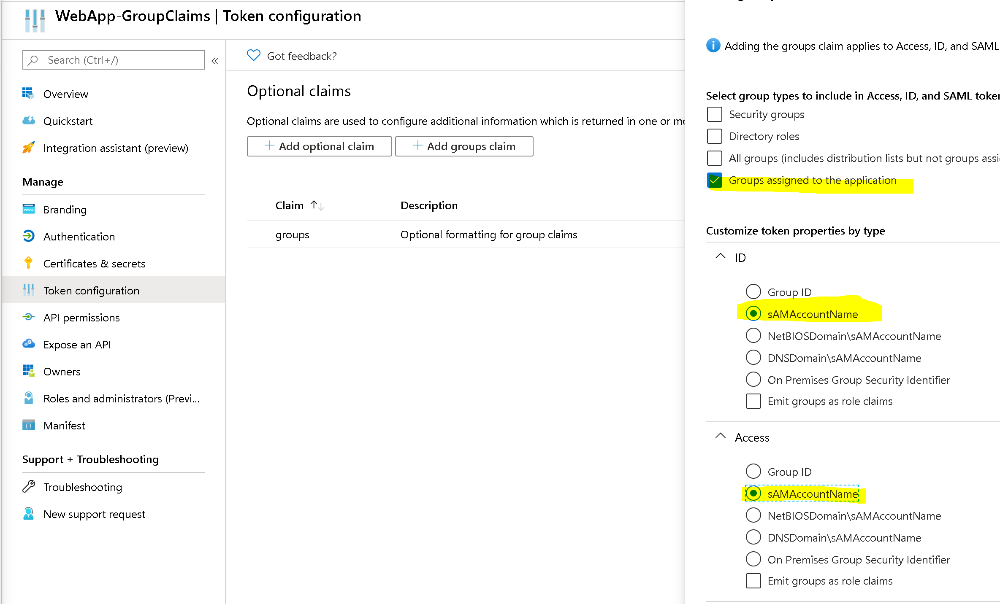 WebApp-GroupClaims | Token configuration
Search (Ctrl+/)
Overview
Quickstart
Integration assistant (preview)
Manage
Branding
Authentication
Certificates & secrets
Token configuration
API permissions
Expose an API
Owners
Roles and administrators (Previ...
Manifest
Support + Troubleshooting
Troubleshooting
New support request
Got feedback?
Optional claims
Optional claims are used to configure additional information which is returned in one or mo
+ Add optional claim
+ Add groups claim
Claim
Description
groups
Optional formatting for group claims
Adding the groups claim applies to Access, ID, and SAML
Select group types to include in Access, ID, and SAML token
Security groups
Directory roles
All groups (includes distribution lists but not groups assi
Groups assigned to the application
Customize token properties by type
ID
Group ID
sAMAccountName
NetBIOSDomain\sAMAccountName
DNSDomain\sAMAccountName
On Premises Group Security Identifier
Emit groups as role claims
Access
Group ID
sAMAccountName
NetBIOSDomain\sAMAccountName
DNSDomain\sAMAccountName
On Premises Group Security Identifier
Emit groups as role claims